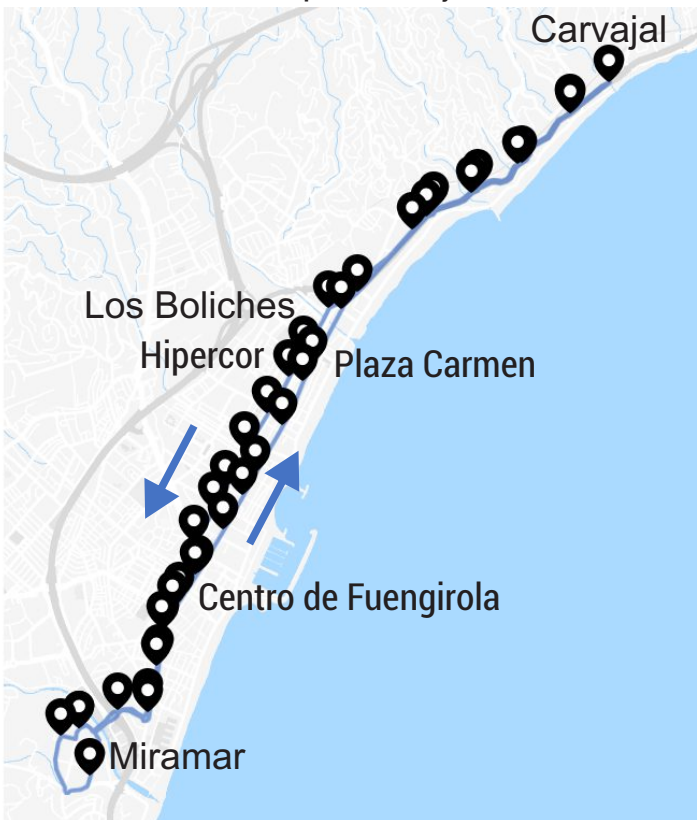 Carvajal
Los Boliches
Hipercor
Plaza Carmen
Centro de Fuengirola
Miramar